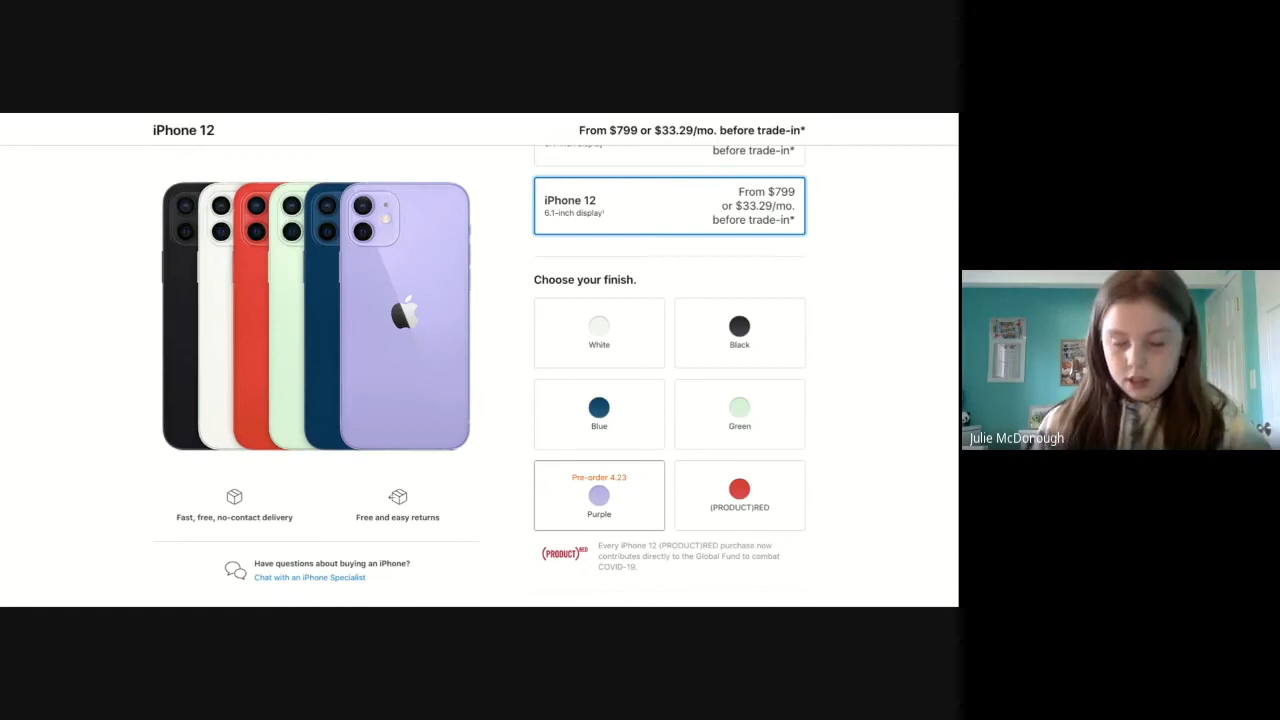 iPhone 12
From $799 or $33.29/mo. before trade-in*
before trade-in*
iPhone 12
6.1-inch display¹
From $799
or $33.29/mo.
before trade-in*
Choose your finish.
White
Black
Blue
Green
Pre-order 4.23
Purple
(PRODUCT)RED
Fast, free, no-contact delivery
Free and easy returns
(PRODUCT)RED
Every iPhone 12 (PRODUCT)RED purchase now
contributes directly to the Global Fund to combat
COVID-19.
Have questions about buying an iPhone?
Chat with an iPhone Specialist
Julie McDonough